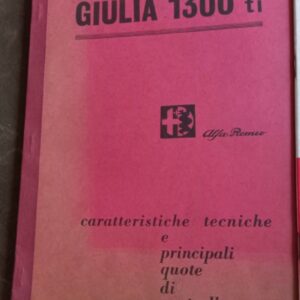 GIULIA 1300 ti
Alfa Romeo
caratteristiche tecniche
e
principali
quote
di